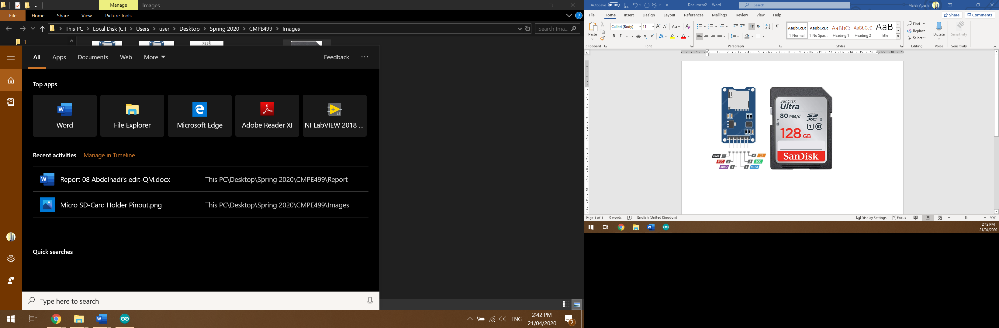 Manage
Images
File
Home
Share
View
Picture Tools
This PC
Local Disk (C:)
Users
user
Desktop
Spring 2020
CMPE499
Images
Search Ima...
1
All
Apps
Documents
Web
More
Feedback
Top apps
Word
File Explorer
Microsoft Edge
Adobe Reader XI
NI LabVIEW 2018 ...
Recent activities
Manage in Timeline
Report 08 Abdelhadi's edit-QM.docx
This PC\Desktop\Spring 2020\CMPE499\Report
Micro SD-Card Holder Pinout.png
This PC\Desktop\Spring 2020\CMPE499\Images
Quick searches
Type here to search
ENG
2:42 PM
21/04/2020
2
AutoSave
Off
Document2 - Word
Search
Malek Ayesh
File
Home
Insert
Design
Layout
References
Mailings
Review
View
Help
Share
Comments
Paste
Clipboard
Calibri (Body)
11
Font
Paragraph
AaBbCcDc
¶ Normal
AaBbCcDc
¶ No Spac...
AaBbCc
Heading 1
AaBbCcD
Heading 2
AaB
Title
Styles
Find
Replace
Select
Editing
Dictate
Voice
Sensitivity
Sensitivity
GND 1
VCC 2
MISO 3
4 MOSI
5 SCK
6 CS
SanDisk
Ultra
80 MB/s*
SD XC I
U1 10
128 GB
SanDisk
Page 1 of 1
0 words
English (United Kingdom)
Display Settings
Focus
90%
2:42 PM
21/04/2020